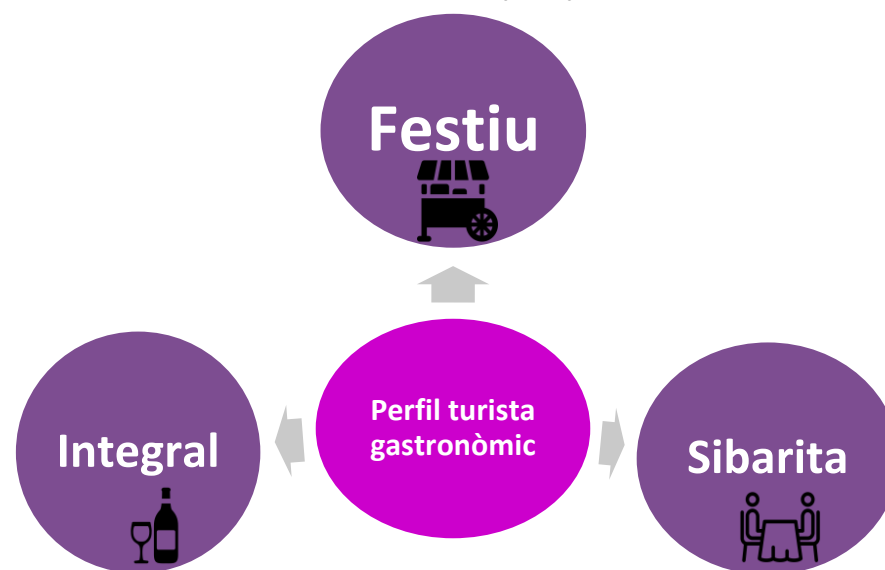 Festiu
Perfil turista
gastronòmic
Integral
Sibarita